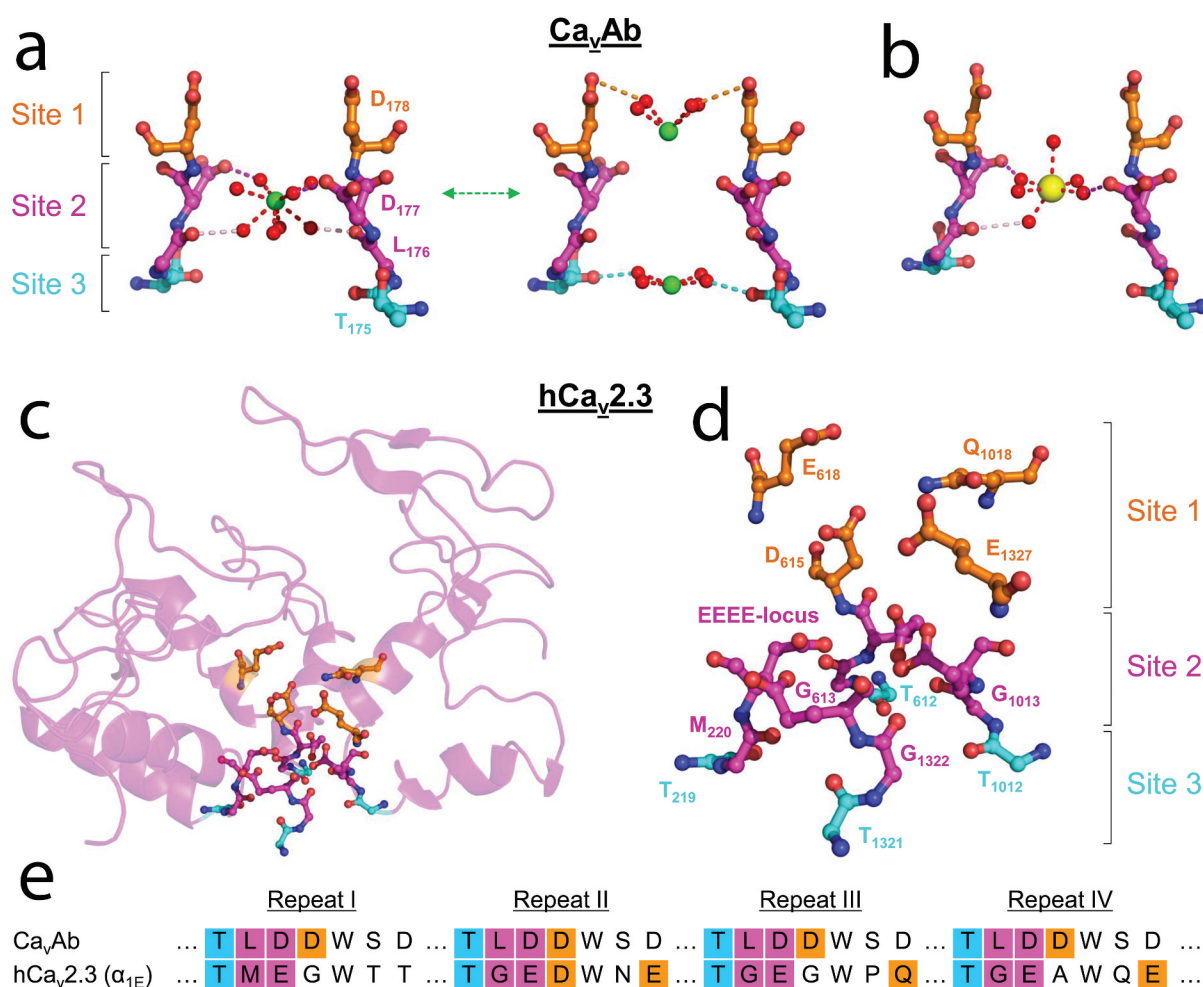 a
CavAb
b
Site 1
D178
Site 2
D177
L176
Site 3
T175
c
hCav2.3
d
E618
Q1018
Site 1
D615
E1327
EEEE-locus
Site 2
G613
T612
G1013
M220
G1322
T219
T1012
Site 3
T1321
e
Repeat I Repeat II Repeat III Repeat IV
CavAb ... T L D D W S D ... T L D D W S D ... T L D D W S D ... T L D D W S D ...
hCav2.3 (α1E) ... T M E G W T T ... T G E D W N E ... T G E G W P Q ... T G E A W Q E ...